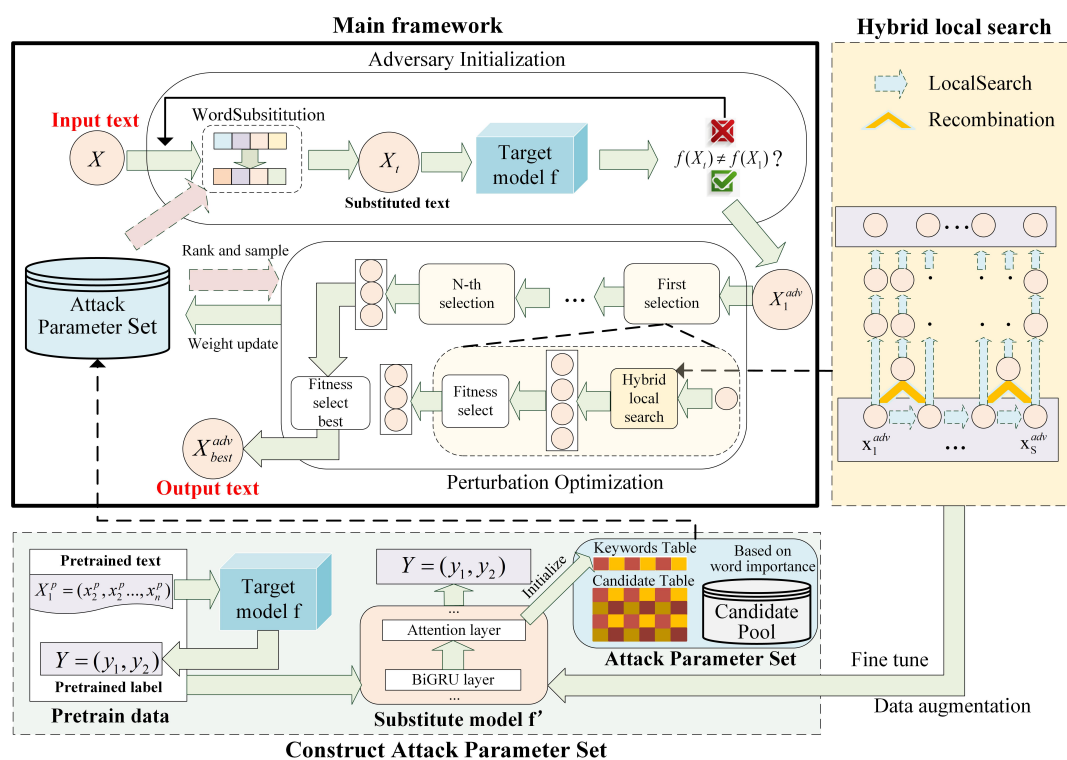 Main framework
Hybrid local search
Adversary Initialization
Input text
WordSubsititution
X
X_t
Target
model f
f(X_t) ≠ f(X_1) ?
Substituted text
LocalSearch
Recombination
Rank and sample
Attack
Parameter Set
Weight update
N-th
selection
...
First
selection
X_1^{adv}
Fitness
select
best
Fitness
select
Hybrid
local
search
X_{best}^{adv}
Output text
Perturbation Optimization
...
x_1^{adv}
...
x_S^{adv}
Pretrained text
X_1^p = (x_2^p, x_2^p ..., x_n^p)
Target
model f
Y = (y_1, y_2)
Pretrained label
Pretrain data
Y = (y_1, y_2)
...
Attention layer
BiGRU layer
...
Substitute model f’
Initialize
Keywords Table
Candidate Table
Based on
word importance
Candidate
Pool
Attack Parameter Set
Fine tune
Data augmentation
Construct Attack Parameter Set